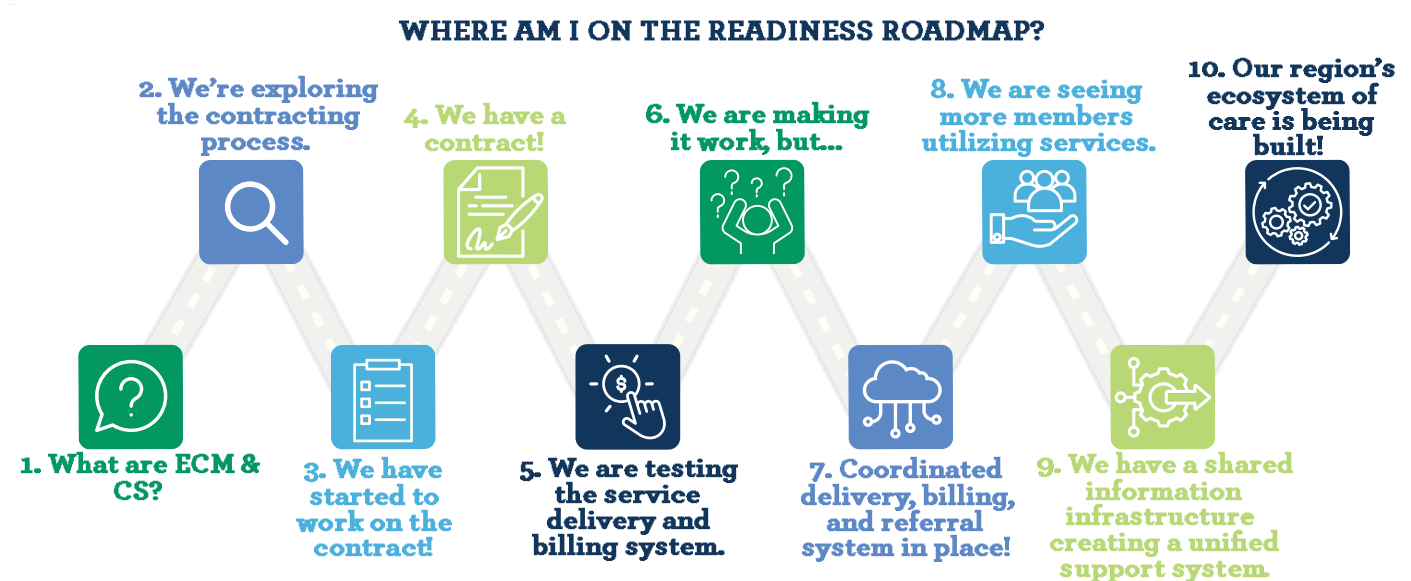 WHERE AM I ON THE READINESS ROADMAP?
1. What are ECM &
CS?
2. We're exploring
the contracting
process.
3. We have
started to
work on the
contract!
4. We have a
contract!
5. We are testing
the service
delivery and
billing system.
6. We are making
it work, but...
7. Coordinated
delivery, billing,
and referral
system in place!
8. We are seeing
more members
utilizing services.
9. We have a shared
information
infrastructure
creating a unified
support system.
10. Our region's
ecosystem of
care is being
built!